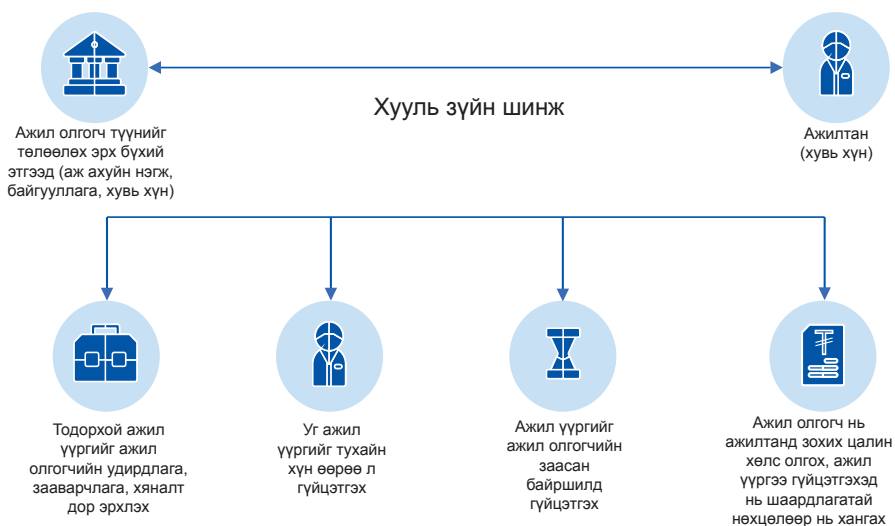 Хууль зүйн шинж
Ажил олгогч түүнийг
төлөөлөх эрх бүхий
этгээд (аж ахуйн нэгж,
байгууллага, хувь хүн)
Ажилтан
(хувь хүн)
Тодорхой ажил
үүргийг ажил
олгогчийн удирдлага,
зааварчлага, хяналт
дор эрхлэх
Уг ажил
үүргийг тухайн
хүн өөрөө л
гүйцэтгэх
Ажил үүргийг
ажил олгогчийн
заасан
байршилд
гүйцэтгэх
Ажил олгогч нь
ажилтанд зохих цалин
хөлс олгох, ажил
үүргээ гүйцэтгэхэд
нь шаардлагатай
нөхцөлөөр нь хангах